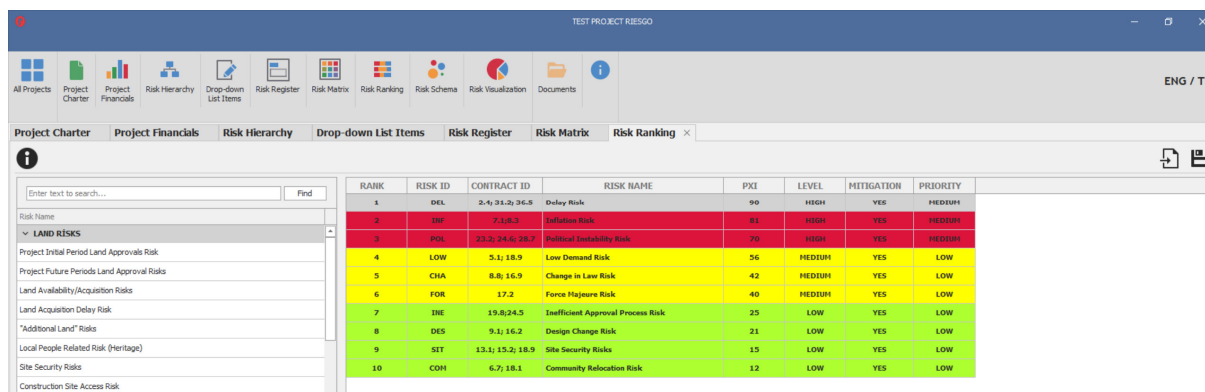 TEST PROJECT RIESGO
All Projects
Project Charter
Project Financials
Risk Hierarchy
Drop-down List Items
Risk Register
Risk Matrix
Risk Ranking
Risk Schema
Risk Visualization
Documents
ENG / T
Project Charter Project Financials Risk Hierarchy Drop-down List Items Risk Register Risk Matrix Risk Ranking
Enter text to search... Find
Risk Name
LAND RİSKS
Project Initial Period Land Approvals Risk
Project Future Periods Land Approval Risks
Land Availability/Acquisition Risks
Land Acquisition Delay Risk
"Additional Land" Risks
Local People Related Risk (Heritage)
Site Security Risks
Construction Site Access Risk
RANK RISK ID CONTRACT ID RISK NAME PXI LEVEL MITIGATION PRIORITY
1 DEL 2.4; 31.2; 36.5 Delay Risk 90 HIGH YES MEDIUM
2 INF 7.1;8.3 Inflation Risk 81 HIGH YES MEDIUM
3 POL 23.2; 24.6; 28.7 Political Instability Risk 70 HIGH YES MEDIUM
4 LOW 5.1; 18.9 Low Demand Risk 56 MEDIUM YES LOW
5 CHA 8.8; 16.9 Change in Law Risk 42 MEDIUM YES LOW
6 FOR 17.2 Force Majeure Risk 40 MEDIUM YES LOW
7 INE 19.8;24.5 Inefficient Approval Process Risk 25 LOW YES LOW
8 DES 9.1; 16.2 Design Change Risk 21 LOW YES LOW
9 SIT 13.1; 15.2; 18.9 Site Security Risks 15 LOW YES LOW
10 COM 6.7; 18.1 Community Relocation Risk 12 LOW YES LOW